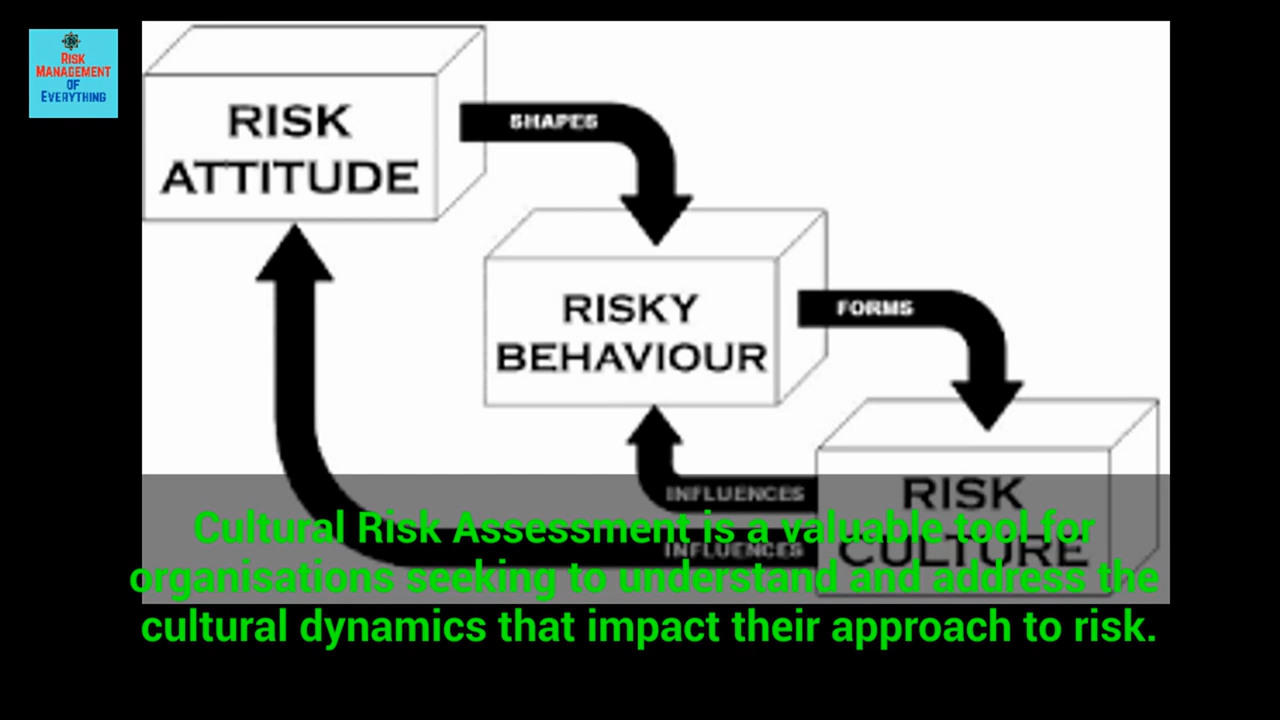 Risk
Management
of
Everything
RISK
ATTITUDE
SHAPES
RISKY
BEHAVIOUR
FORMS
RISK
CULTURE
INFLUENCES
INFLUENCES
Cultural Risk Assessment is a valuable tool for
organisations seeking to understand and address the
cultural dynamics that impact their approach to risk.